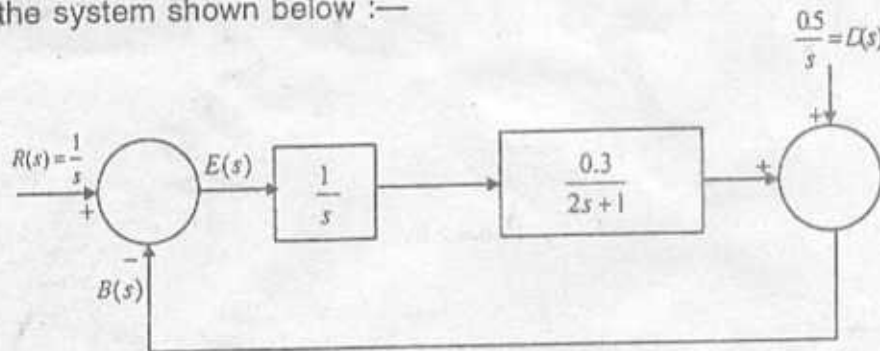 the system shown below :—
0.5/s = D(s)
R(s) = 1/s
+
E(s)
1/s
0.3/(2s+1)
+
+
−
B(s)